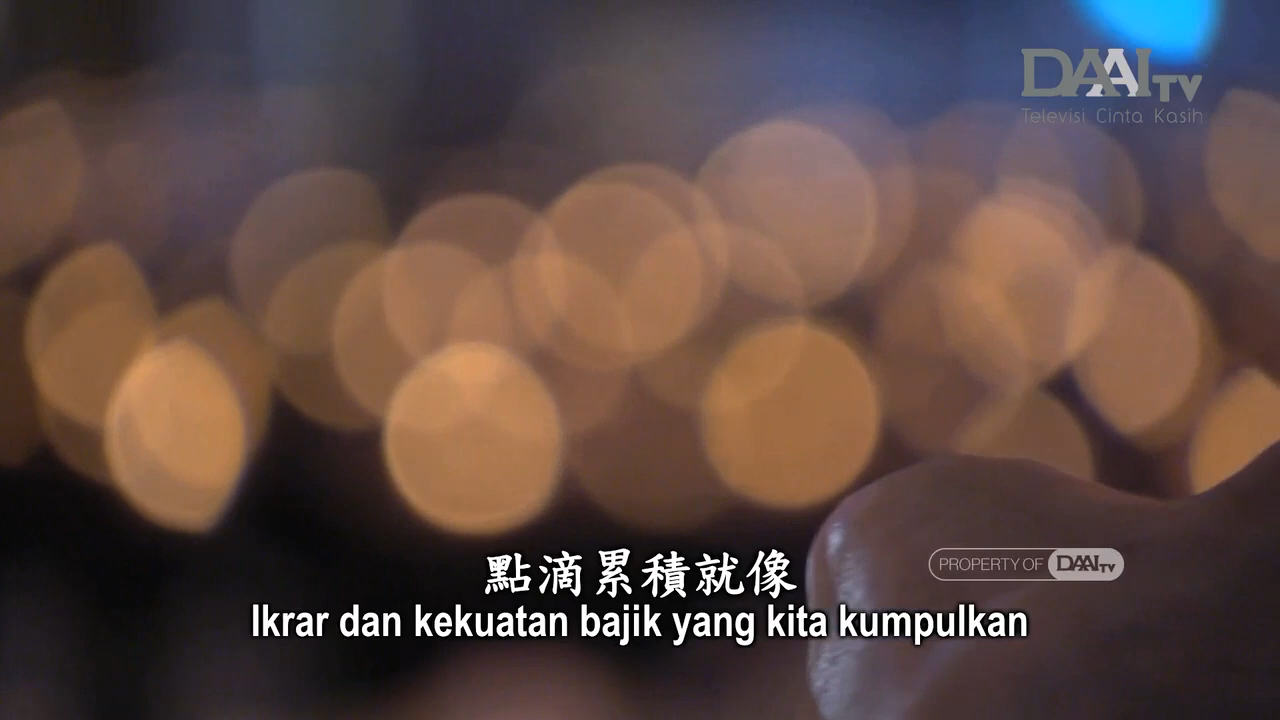 DAAI TV
Televisi Cinta Kasih
PROPERTY OF DAAI TV
點滴累積就像
Ikrar dan kekuatan bajik yang kita kumpulkan